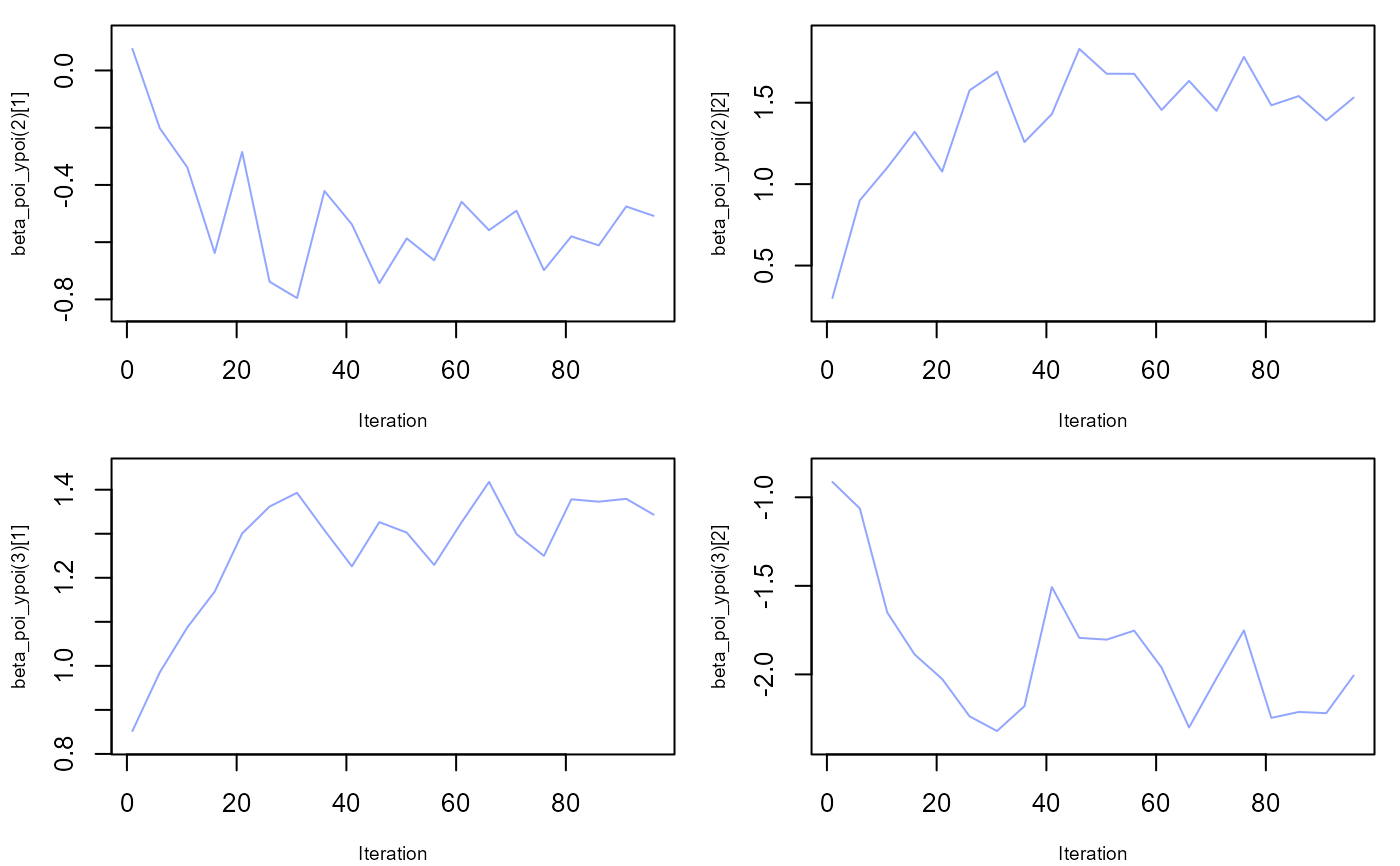 beta_poi_ypoi(2)[1]
0.0
-0.4
-0.8
0 20 40 60 80
Iteration
beta_poi_ypoi(2)[2]
1.5
1.0
0.5
0 20 40 60 80
Iteration
beta_poi_ypoi(3)[1]
1.4
1.2
1.0
0.8
0 20 40 60 80
Iteration
beta_poi_ypoi(3)[2]
-1.0
-1.5
-2.0
0 20 40 60 80
Iteration